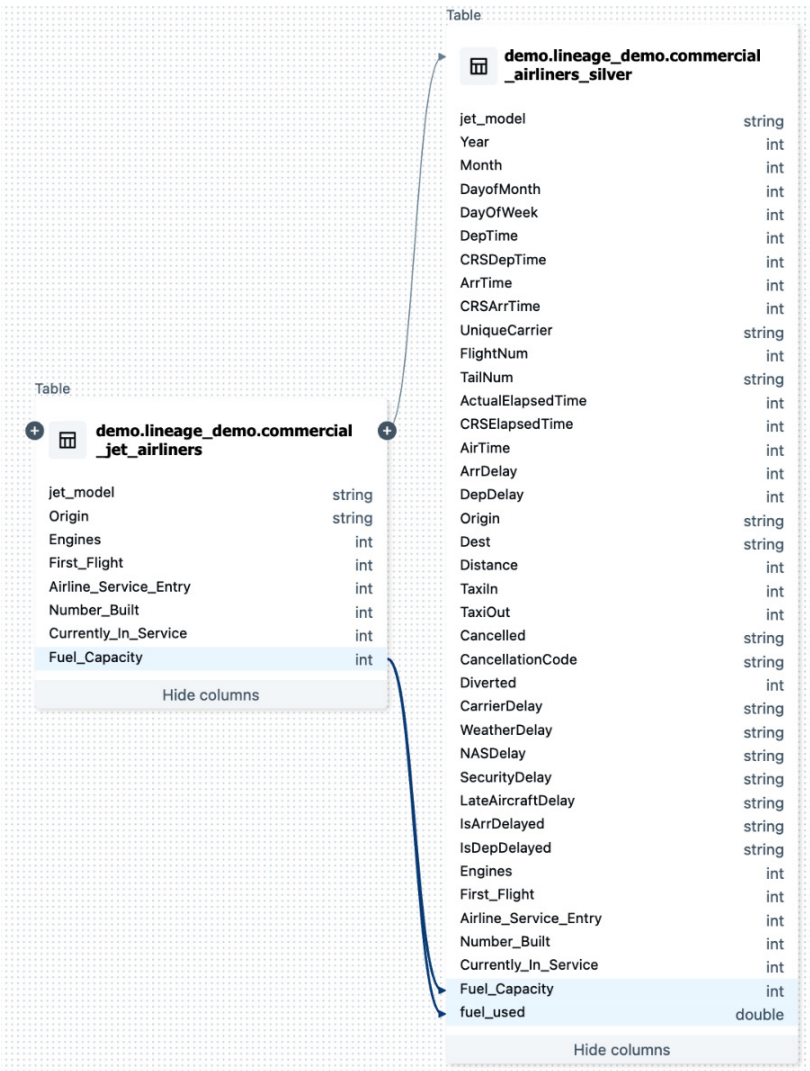 Table
demo.lineage_demo.commercial
_jet_airliners
jet_model string
Origin string
Engines int
First_Flight int
Airline_Service_Entry int
Number_Built int
Currently_In_Service int
Fuel_Capacity int
Hide columns
Table
demo.lineage_demo.commercial
_airliners_silver
jet_model string
Year int
Month int
DayofMonth int
DayOfWeek int
DepTime int
CRSDepTime int
ArrTime int
CRSArrTime int
UniqueCarrier string
FlightNum int
TailNum string
ActualElapsedTime int
CRSElapsedTime int
AirTime int
ArrDelay int
DepDelay int
Origin string
Dest string
Distance int
TaxiIn int
TaxiOut int
Cancelled string
CancellationCode string
Diverted int
CarrierDelay string
WeatherDelay string
NASDelay string
SecurityDelay string
LateAircraftDelay string
IsArrDelayed string
IsDepDelayed string
Engines int
First_Flight int
Airline_Service_Entry int
Number_Built int
Currently_In_Service int
Fuel_Capacity int
fuel_used double
Hide columns